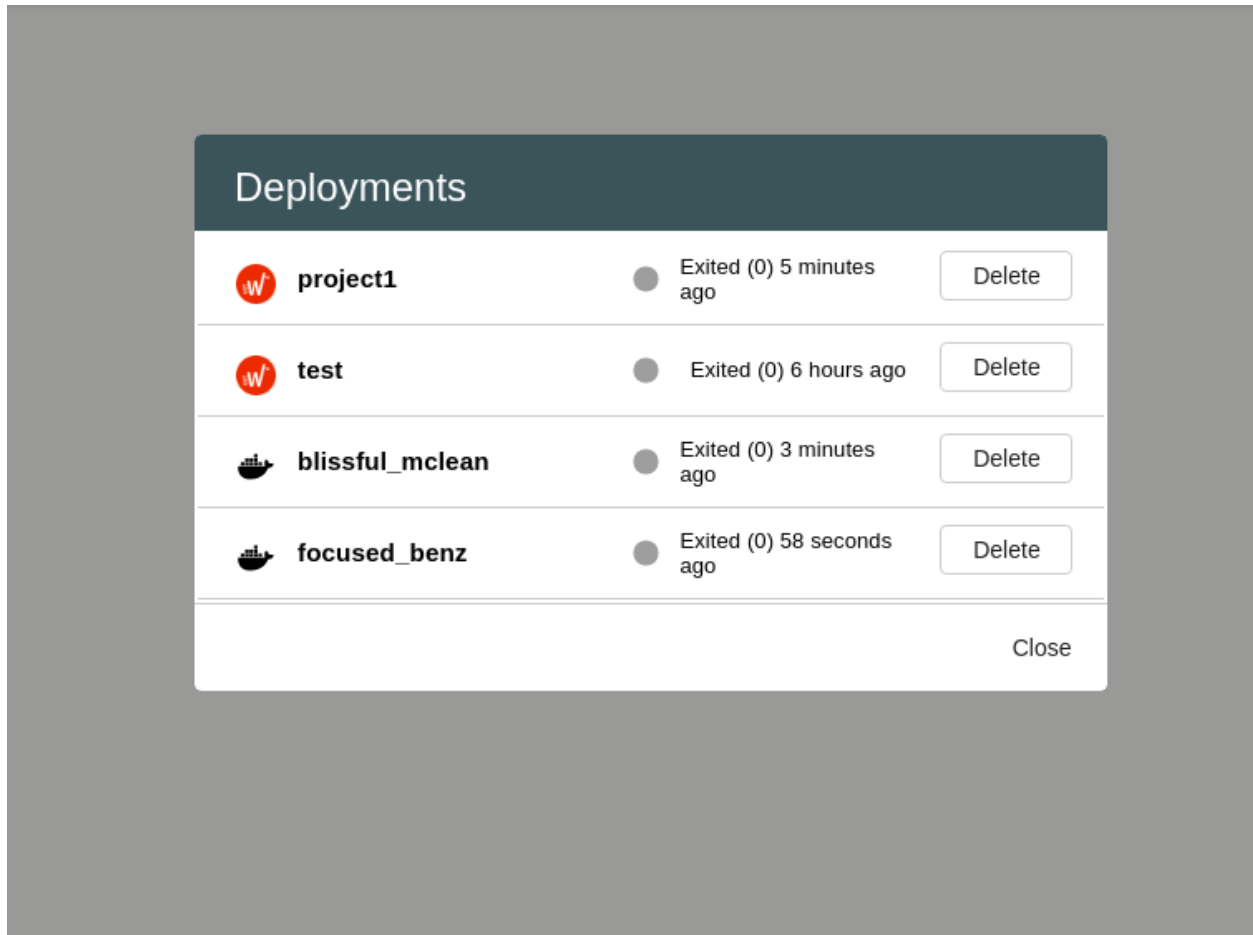 Deployments
project1
Exited (0) 5 minutes
ago
Delete
test
Exited (0) 6 hours ago
Delete
blissful_mclean
Exited (0) 3 minutes
ago
Delete
focused_benz
Exited (0) 58 seconds
ago
Delete
Close